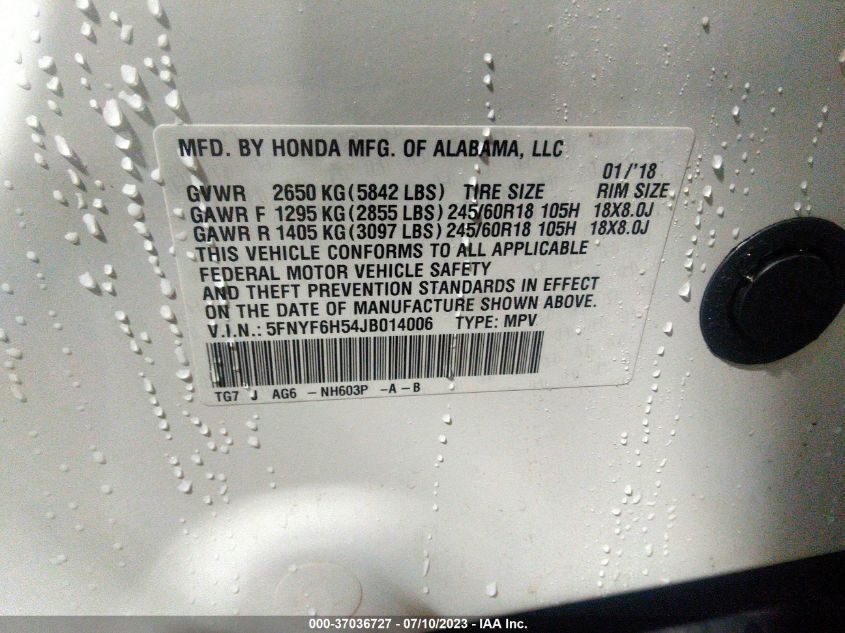 MFD. BY HONDA MFG. OF ALABAMA, LLC
01/'18
GVWR 2650 KG (5842 LBS) TIRE SIZE RIM SIZE
GAWR F 1295 KG (2855 LBS) 245/60R18 105H 18X8.0J
GAWR R 1405 KG (3097 LBS) 245/60R18 105H 18X8.0J
THIS VEHICLE CONFORMS TO ALL APPLICABLE
FEDERAL MOTOR VEHICLE SAFETY
AND THEFT PREVENTION STANDARDS IN EFFECT
ON THE DATE OF MANUFACTURE SHOWN ABOVE.
V.I.N.: 5FNYF6H54JB014006 TYPE: MPV
TG7 J AG6 - NH603P - A - B
000-37036727 - 07/10/2023 - IAA Inc.